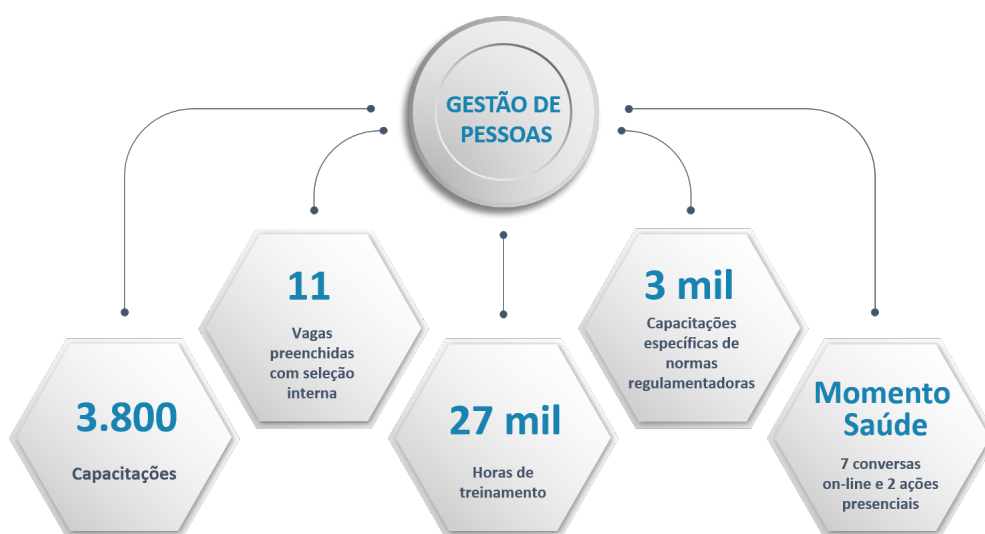 GESTÃO DE
PESSOAS
3.800
Capacitações
11
Vagas
preenchidas
com seleção
interna
27 mil
Horas de
treinamento
3 mil
Capacitações
específicas de
normas
regulamentadoras
Momento
Saúde
7 conversas
on-line e 2 ações
presenciais